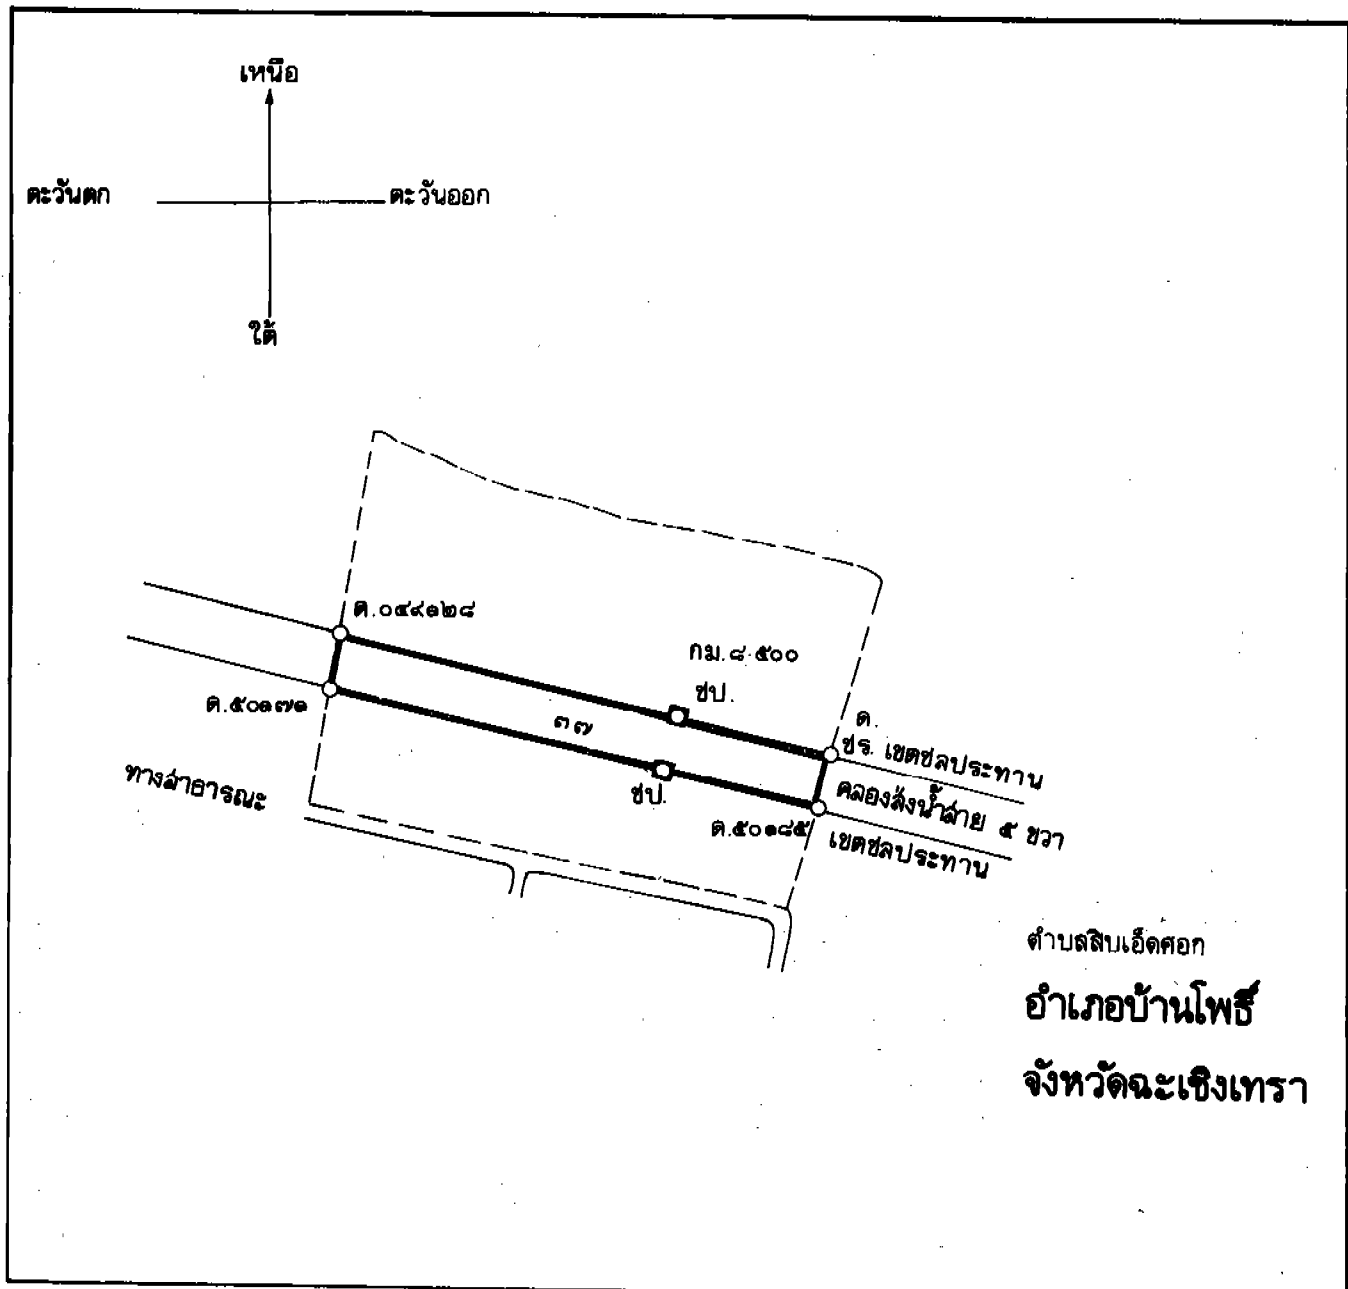 เหนือ
ตะวันตก
ตะวันออก
ใต้
ต.๐๔๙๑๒๘
กม.๘.๕๐๐
ชป.
ต.๕๐๑๗๑
๓๗
ต.
ชร. เขตชลประทาน
ทางสาธารณะ
ชป.
คลองส่งน้ำสาย ๕ ขวา
ต.๕๐๑๘๕
เขตชลประทาน
ตำบลสิบเอ็ดศอก
อำเภอบ้านโพธิ์
จังหวัดฉะเชิงเทรา